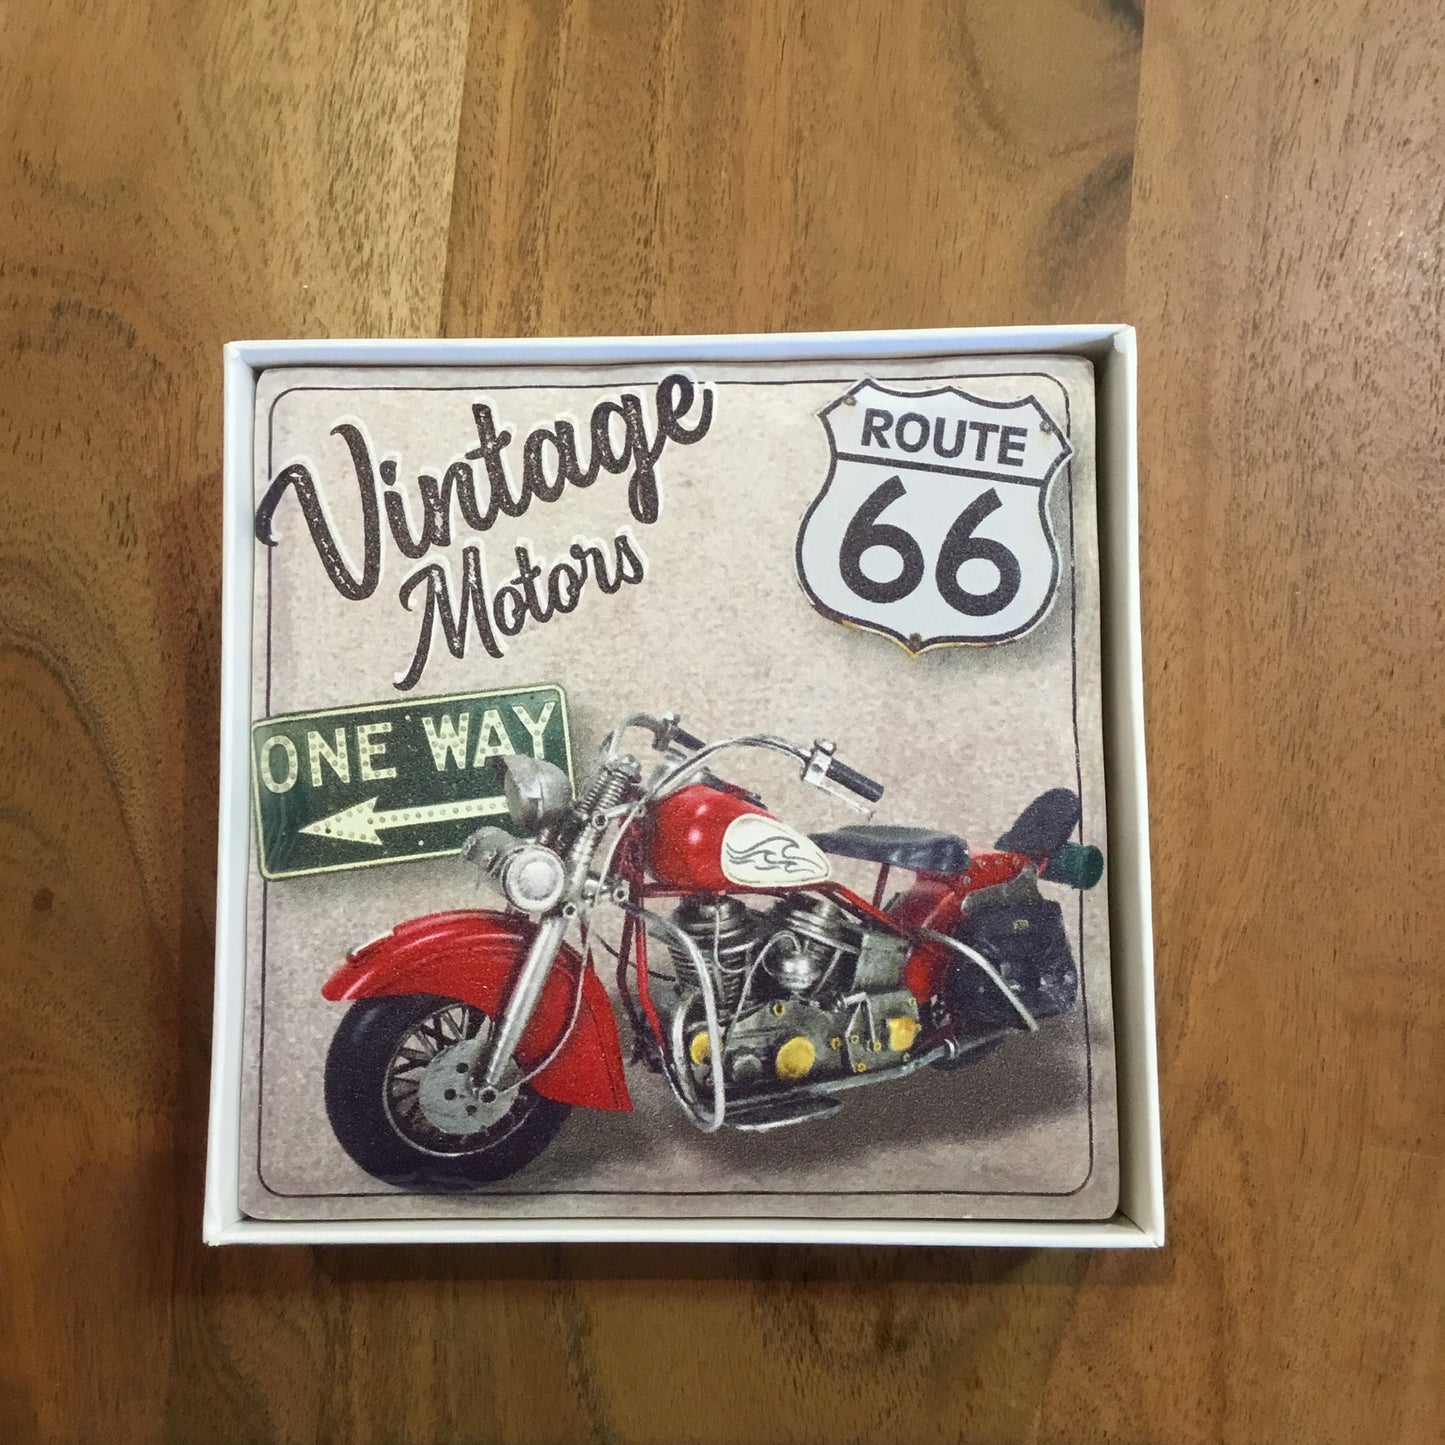 Vintage
Motors
ROUTE
66
ONE WAY